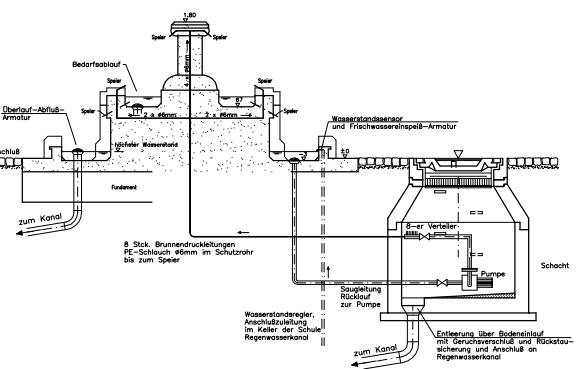 1.80
Speier
Speier
4 x ø6mm
Bedarfsablauf
Speier
Speier
.87
2 x ø6mm
2 x ø6mm
Überlauf-Abfluß-
Armatur
Speier
Speier
Wasserstandssensor
und Frischwassereinspeiß-Armatur
höchster Wasserstand
±0
Fundament
zum Kanal
8 Stck. Brunnendruckleitungen
PE-Schlauch ø6mm im Schutzrohr
bis zum Speier
8-er Verteiler
Pumpe
Schacht
Saugleitung
Rücklauf
zur Pumpe
Wasserstandsregler,
Anschlußzuleitung
im Keller der Schule
Regenwasserkanal
Entleerung über Bodeneinlauf
mit Geruchsverschluß und Rückstau-
sicherung und Anschluß an
Regenwasserkanal
zum Kanal